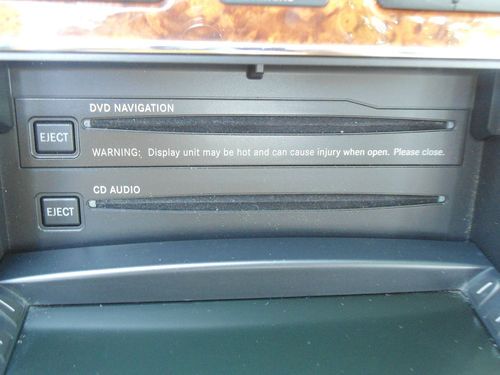 DVD NAVIGATION
EJECT
WARNING: Display unit may be hot and can cause injury when open. Please close.
CD AUDIO
EJECT